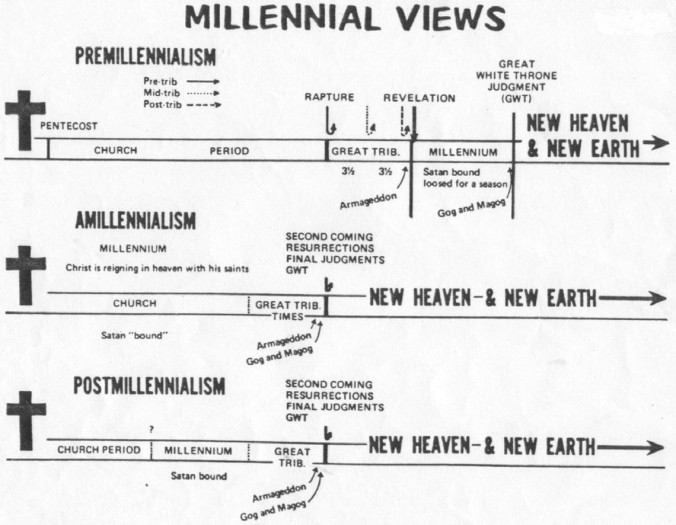 MILLENNIAL VIEWS
PREMILLENNIALISM
Pre-trib
Mid-trib
Post-trib
RAPTURE
REVELATION
GREAT
WHITE THRONE
JUDGMENT
(GWT)
PENTECOST
NEW HEAVEN
& NEW EARTH
CHURCH PERIOD
GREAT TRIB.
MILLENNIUM
3½ 3½
Satan bound
loosed for a season
Armageddon
Gog and Magog
AMILLENNIALISM
MILLENNIUM
Christ is reigning in heaven with his saints
SECOND COMING
RESURRECTIONS
FINAL JUDGMENTS
GWT
CHURCH
GREAT TRIB.
TIMES
NEW HEAVEN-& NEW EARTH
Satan "bound"
Armageddon
Gog and Magog
POSTMILLENNIALISM
SECOND COMING
RESURRECTIONS
FINAL JUDGMENTS
GWT
?
CHURCH PERIOD
MILLENNIUM
GREAT
TRIB.
NEW HEAVEN-& NEW EARTH
Satan bound
Armageddon
Gog and Magog